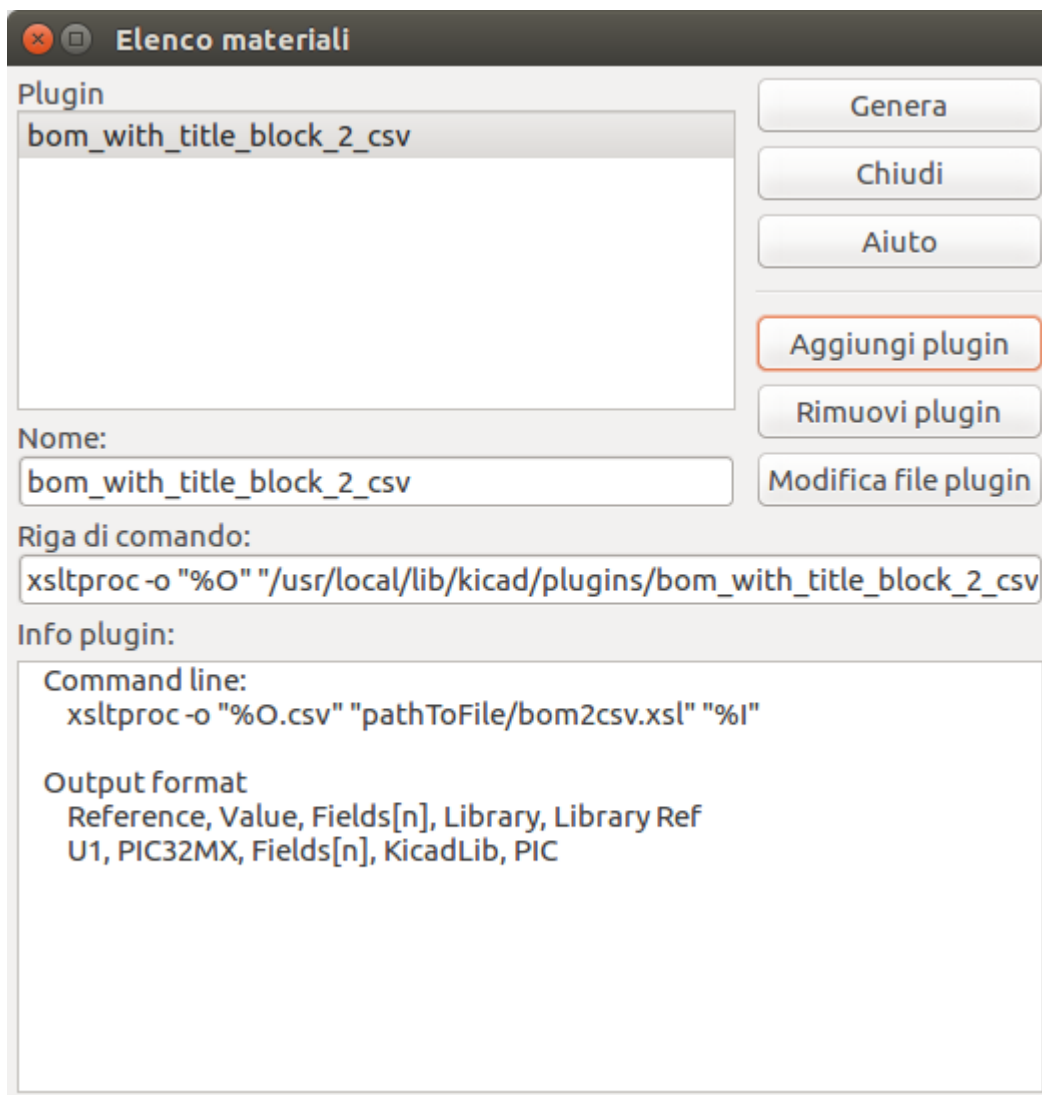 Elenco materiali
Plugin
bom_with_title_block_2_csv
Genera
Chiudi
Aiuto
Aggiungi plugin
Rimuovi plugin
Modifica file plugin
Nome:
bom_with_title_block_2_csv
Riga di comando:
xsltproc -o "%O" "/usr/local/lib/kicad/plugins/bom_with_title_block_2_csv
Info plugin:
Command line:
xsltproc -o "%O.csv" "pathToFile/bom2csv.xsl" "%I"
Output format
Reference, Value, Fields[n], Library, Library Ref
U1, PIC32MX, Fields[n], KicadLib, PIC